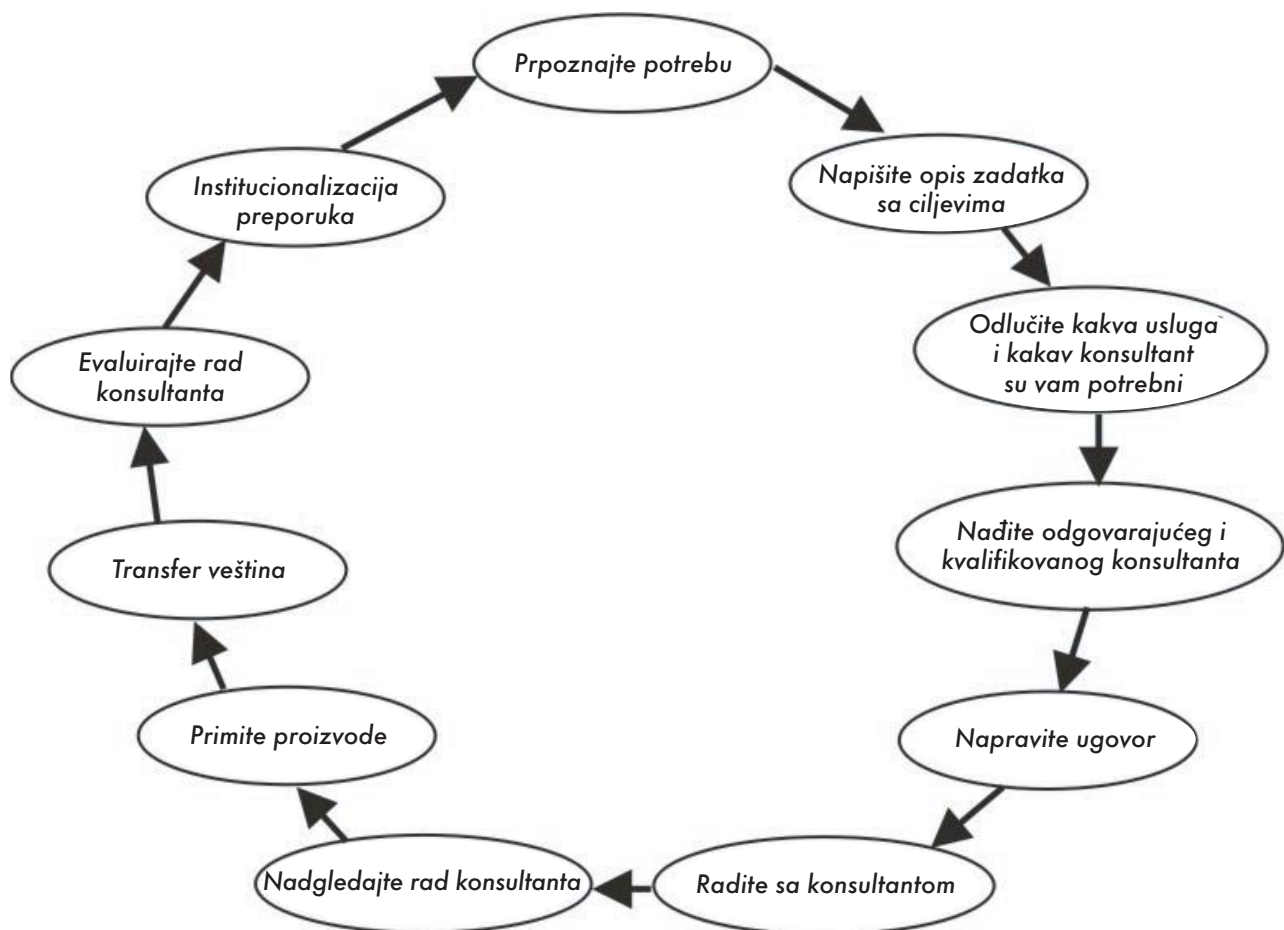 Prpoznajte potrebu
Napišite opis zadatka
sa ciljevima
Odlučite kakva usluga
i kakav konsultant
su vam potrebni
Nađite odgovarajućeg i
kvalifikovanog konsultanta
Napravite ugovor
Radite sa konsultantom
Nadgledajte rad konsultanta
Primite proizvode
Transfer veština
Evaluirajte rad
konsultanta
Institucionalizacija
preporuka